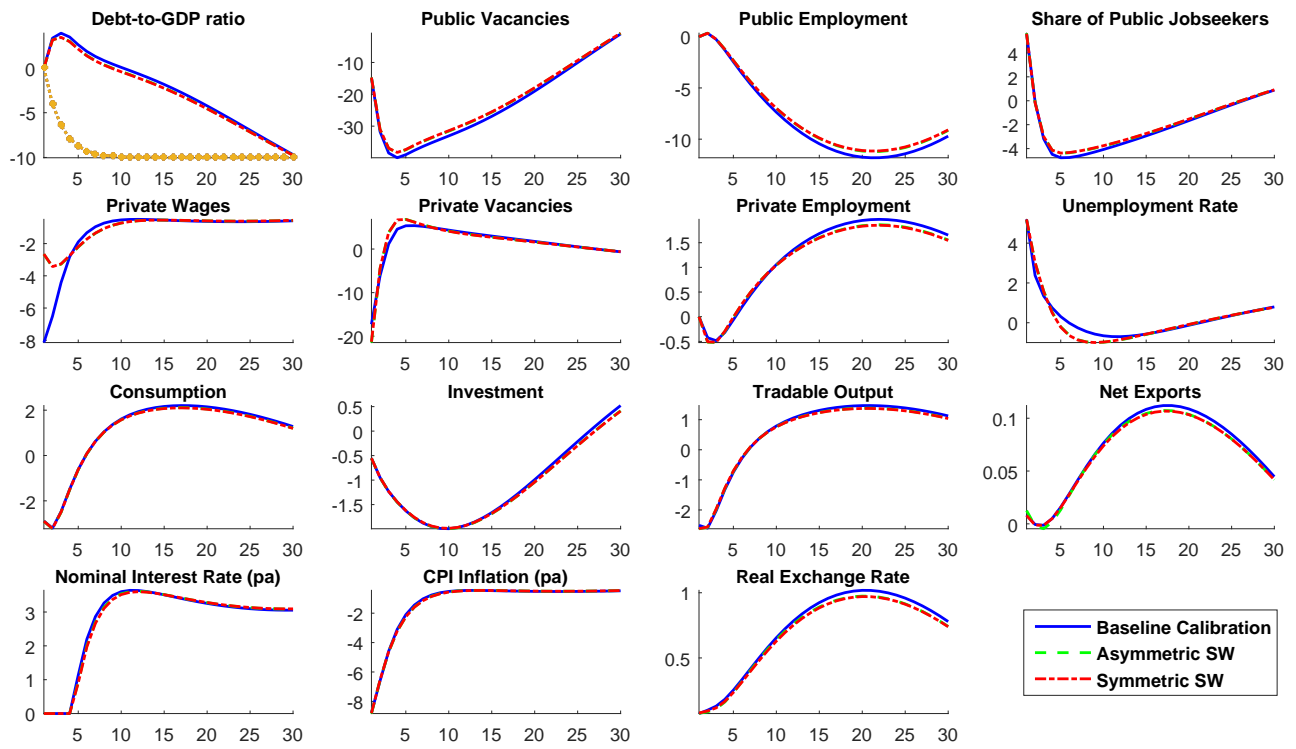 Debt-to-GDP ratio
0
-5
-10
5 10 15 20 25 30
Public Vacancies
-10
-20
-30
5 10 15 20 25 30
Public Employment
0
-5
-10
5 10 15 20 25 30
Share of Public Jobseekers
4
2
0
-2
-4
5 10 15 20 25 30
Private Wages
-2
-4
-6
-8
5 10 15 20 25 30
Private Vacancies
0
-10
-20
5 10 15 20 25 30
Private Employment
1.5
1
0.5
0
-0.5
5 10 15 20 25 30
Unemployment Rate
4
2
0
5 10 15 20 25 30
Consumption
2
0
-2
5 10 15 20 25 30
Investment
0.5
0
-0.5
-1
-1.5
5 10 15 20 25 30
Tradable Output
1
0
-1
-2
5 10 15 20 25 30
Net Exports
0.1
0.05
0
5 10 15 20 25 30
Nominal Interest Rate (pa)
3
2
1
0
5 10 15 20 25 30
CPI Inflation (pa)
-2
-4
-6
-8
5 10 15 20 25 30
Real Exchange Rate
1
0.5
5 10 15 20 25 30
Baseline Calibration
Asymmetric SW
Symmetric SW